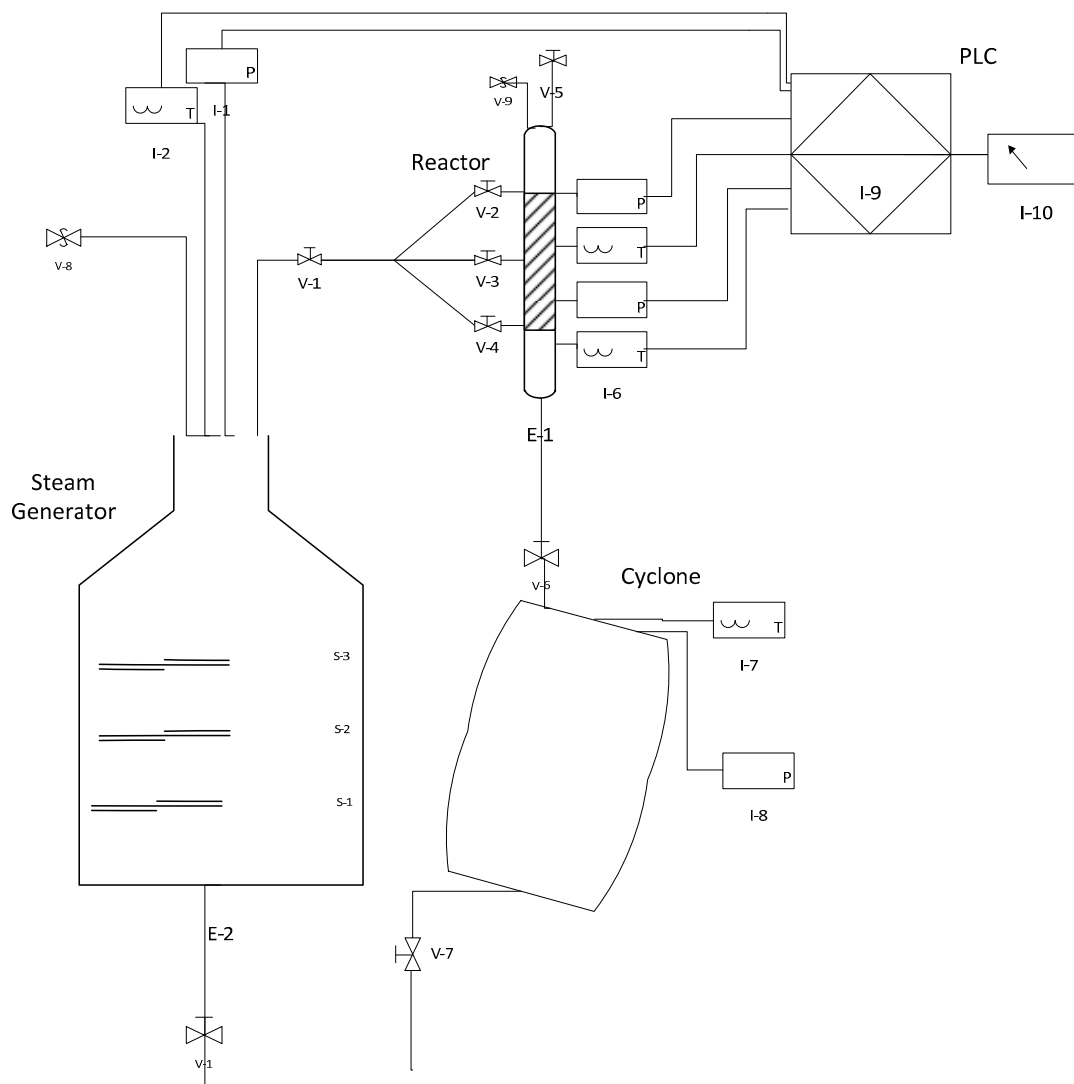 PLC
P
I-1
T
I-2
V-9
V-5
Reactor
V-2
P
I-9
I-10
V-8
V-1
V-3
T
P
V-4
T
I-6
E-1
Steam
Generator
V-6
Cyclone
T
I-7
S-3
S-2
S-1
P
I-8
E-2
V-7
V-1